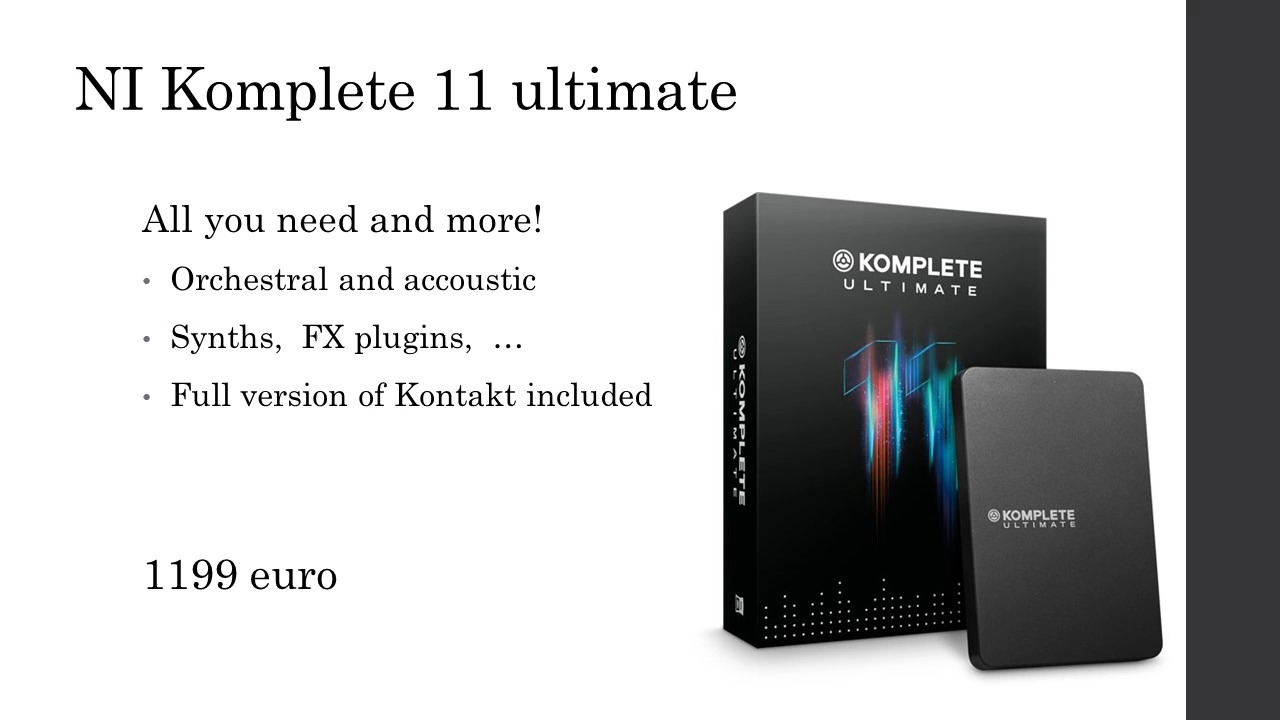 NI Komplete 11 ultimate
All you need and more!
• Orchestral and accoustic
• Synths,  FX plugins,  …
• Full version of Kontakt included
1199 euro
KOMPLETE
ULTIMATE
11
KOMPLETE
ULTIMATE
KOMPLETE
ULTIMATE